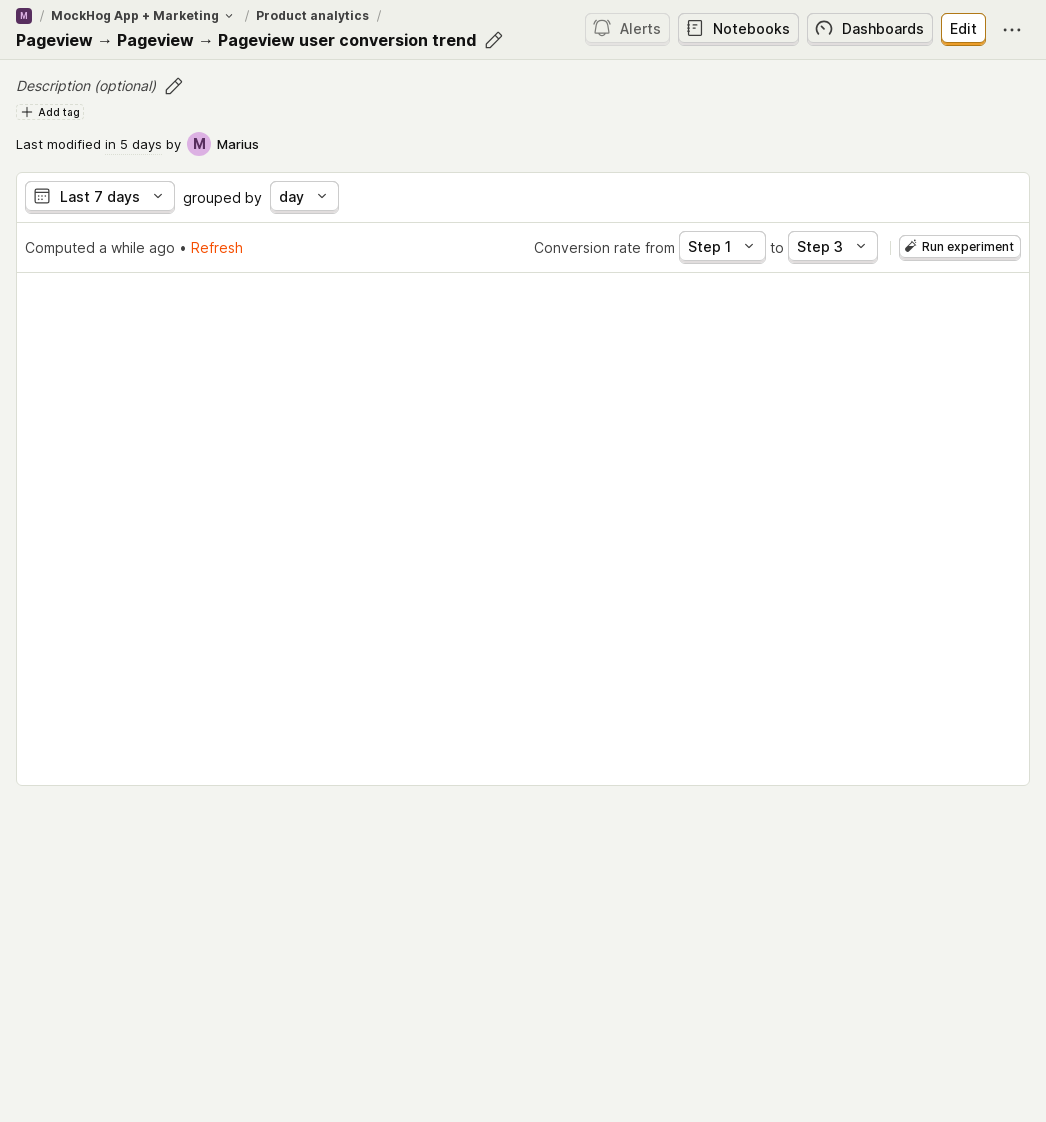 M / MockHog App + Marketing / Product analytics /
Pageview → Pageview → Pageview user conversion trend
Alerts
Notebooks
Dashboards
Edit
Description (optional)
Add tag
Last modified in 5 days by M Marius
Last 7 days grouped by day
Computed a while ago • Refresh
Conversion rate from Step 1 to Step 3
Run experiment